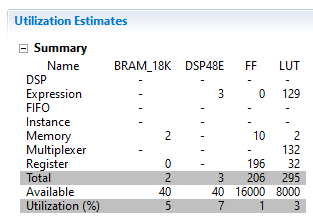 Utilization Estimates
Summary
Name BRAM_18K DSP48E FF LUT
DSP - - - -
Expression - 3 0 129
FIFO - - - -
Instance - - - -
Memory 2 - 10 2
Multiplexer - - - 132
Register 0 - 196 32
Total 2 3 206 295
Available 40 40 16000 8000
Utilization (%) 5 7 1 3